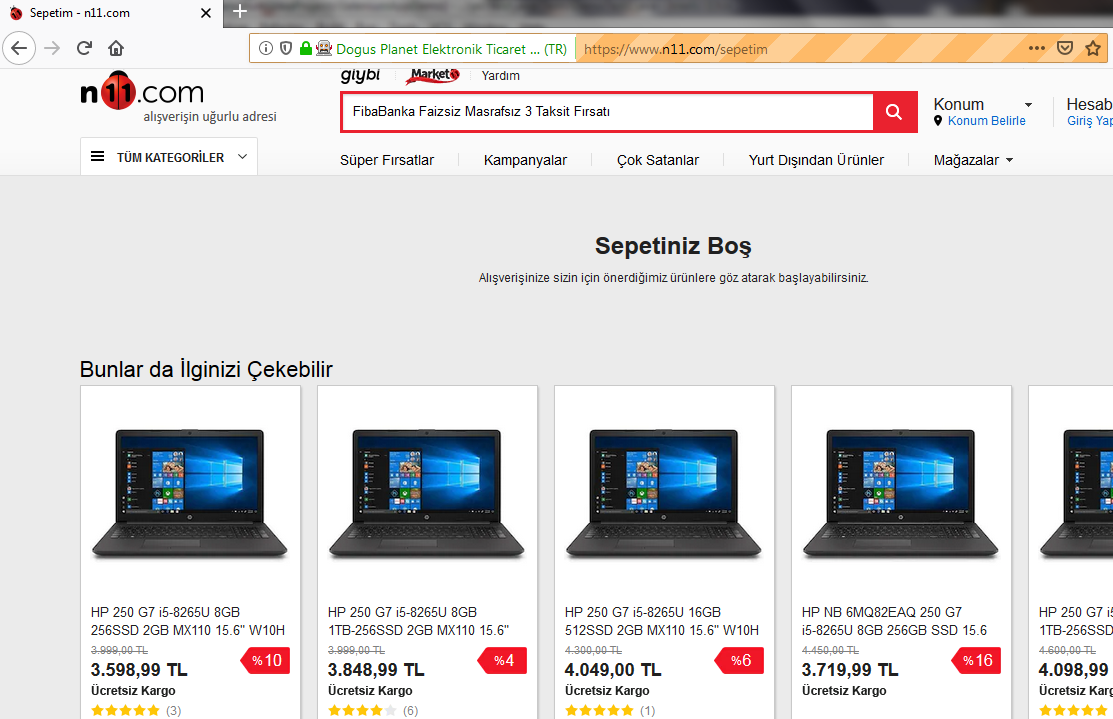 Sepetim - n11.com
Dogus Planet Elektronik Ticaret ... (TR)
https://www.n11.com/sepetim
n11.com
alışverişin uğurlu adresi
giybi
Market
Yardım
FibaBanka Faizsiz Masrafsız 3 Taksit Fırsatı
Konum
Konum Belirle
Hesab
Giriş Yap
TÜM KATEGORİLER
Süper Fırsatlar
Kampanyalar
Çok Satanlar
Yurt Dışından Ürünler
Mağazalar
Sepetiniz Boş
Alışverişinize sizin için önerdiğimiz ürünlere göz atarak başlayabilirsiniz.
Bunlar da İlginizi Çekebilir
HP 250 G7 i5-8265U 8GB
256SSD 2GB MX110 15.6" W10H
3.999,00 TL
3.598,99 TL
%10
Ücretsiz Kargo
(3)
HP 250 G7 i5-8265U 8GB
1TB-256SSD 2GB MX110 15.6"
3.999,00 TL
3.848,99 TL
%4
Ücretsiz Kargo
(6)
HP 250 G7 i5-8265U 16GB
512SSD 2GB MX110 15.6" W10H
4.300,00 TL
4.049,00 TL
%6
Ücretsiz Kargo
(1)
HP NB 6MQ82EAQ 250 G7
i5-8265U 8GB 256GB SSD 15.6
4.450,00 TL
3.719,99 TL
%16
Ücretsiz Kargo
HP 250 G7 i5
1TB-256SSD
4.600,00 TL
4.098,99
Ücretsiz Kargo